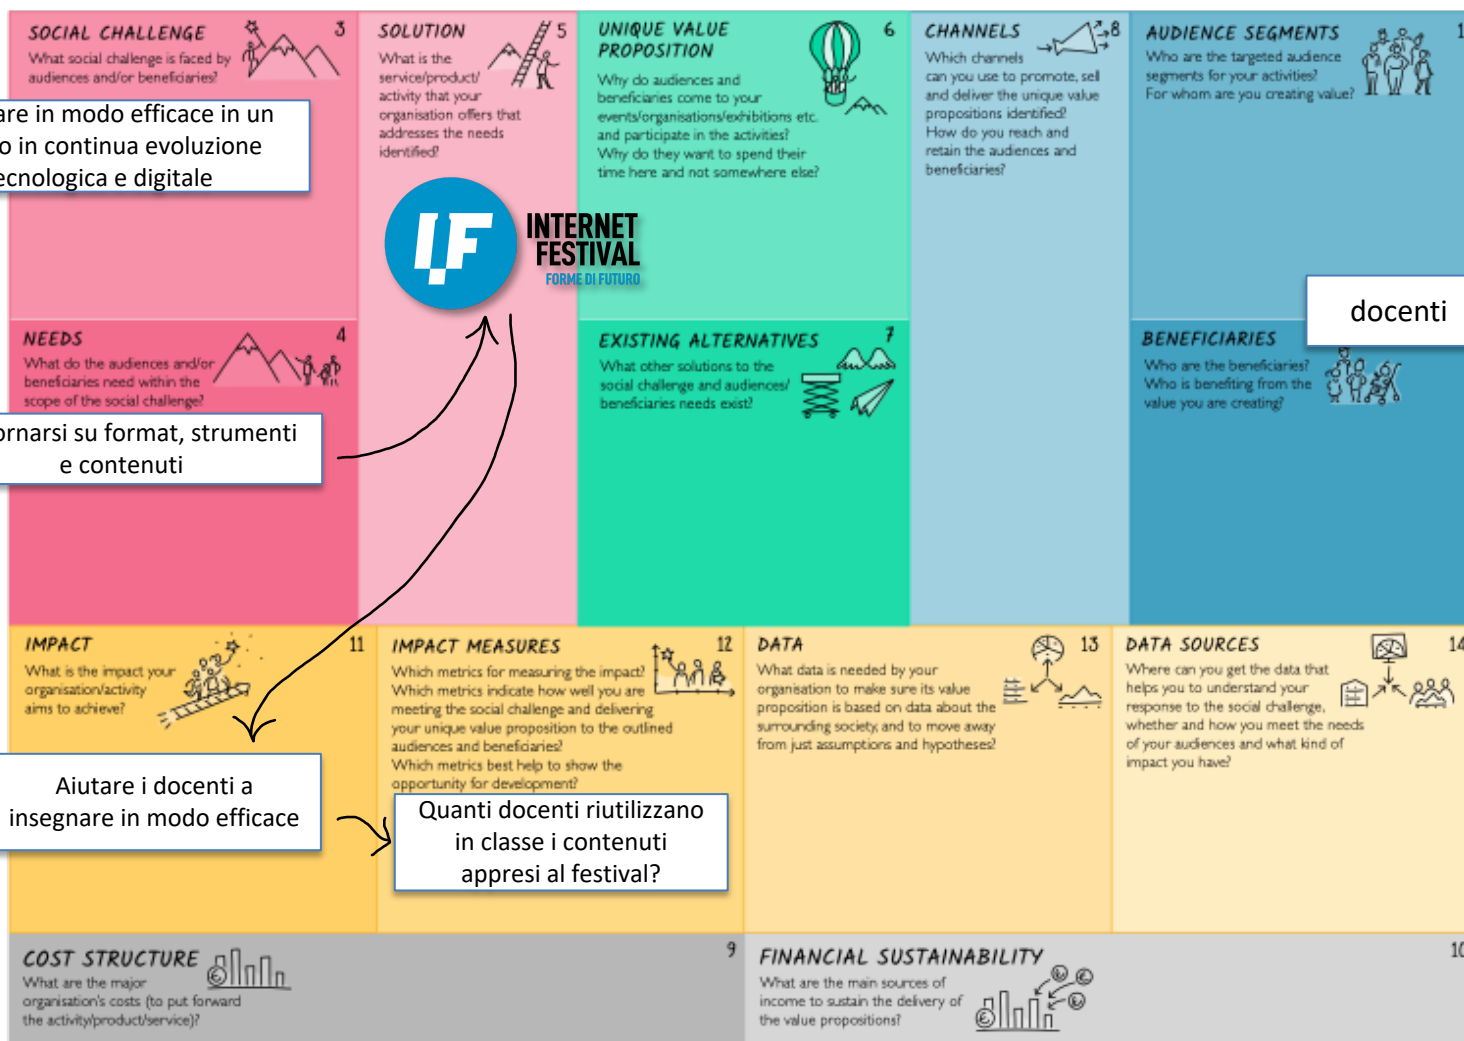 SOCIAL CHALLENGE
3
What social challenge is faced by
audiences and/or beneficiaries?
are in modo efficace in un
o in continua evoluzione
ecnologica e digitale
NEEDS
4
What do the audiences and/or
beneficiaries need within the
scope of the social challenge?
ornarsi su format, strumenti
e contenuti
SOLUTION
5
What is the
service/product/
activity that your
organisation offers that
addresses the needs
identified?
IF
INTERNET
FESTIVAL
FORME DI FUTURO
UNIQUE VALUE
PROPOSITION
6
Why do audiences and
beneficiaries come to your
events/organisations/exhibitions etc.
and participate in the activities?
Why do they want to spend their
time here and not somewhere else?
EXISTING ALTERNATIVES
7
What other solutions to the
social challenge and audiences/
beneficiaries needs exist?
CHANNELS
8
Which channels
can you use to promote, sell
and deliver the unique value
propositions identified?
How do you reach and
retain the audiences and
beneficiaries?
AUDIENCE SEGMENTS
1
Who are the targeted audience
segments for your activities?
For whom are you creating value?
docenti
BENEFICIARIES
Who are the beneficiaries?
Who is benefiting from the
value you are creating?
IMPACT
11
What is the impact your
organisation/activity
aims to achieve?
Aiutare i docenti a
insegnare in modo efficace
IMPACT MEASURES
12
Which metrics for measuring the impact?
Which metrics indicate how well you are
meeting the social challenge and delivering
your unique value proposition to the outlined
audiences and beneficiaries?
Which metrics best help to show the
opportunity for development?
Quanti docenti riutilizzano
in classe i contenuti
appresi al festival?
DATA
13
What data is needed by your
organisation to make sure its value
proposition is based on data about the
surrounding society, and to move away
from just assumptions and hypotheses?
DATA SOURCES
14
Where can you get the data that
helps you to understand your
response to the social challenge,
whether and how you meet the needs
of your audiences and what kind of
impact you have?
COST STRUCTURE
9
What are the major
organisation's costs (to put forward
the activity/product/service)?
FINANCIAL SUSTAINABILITY
10
What are the main sources of
income to sustain the delivery of
the value propositions?